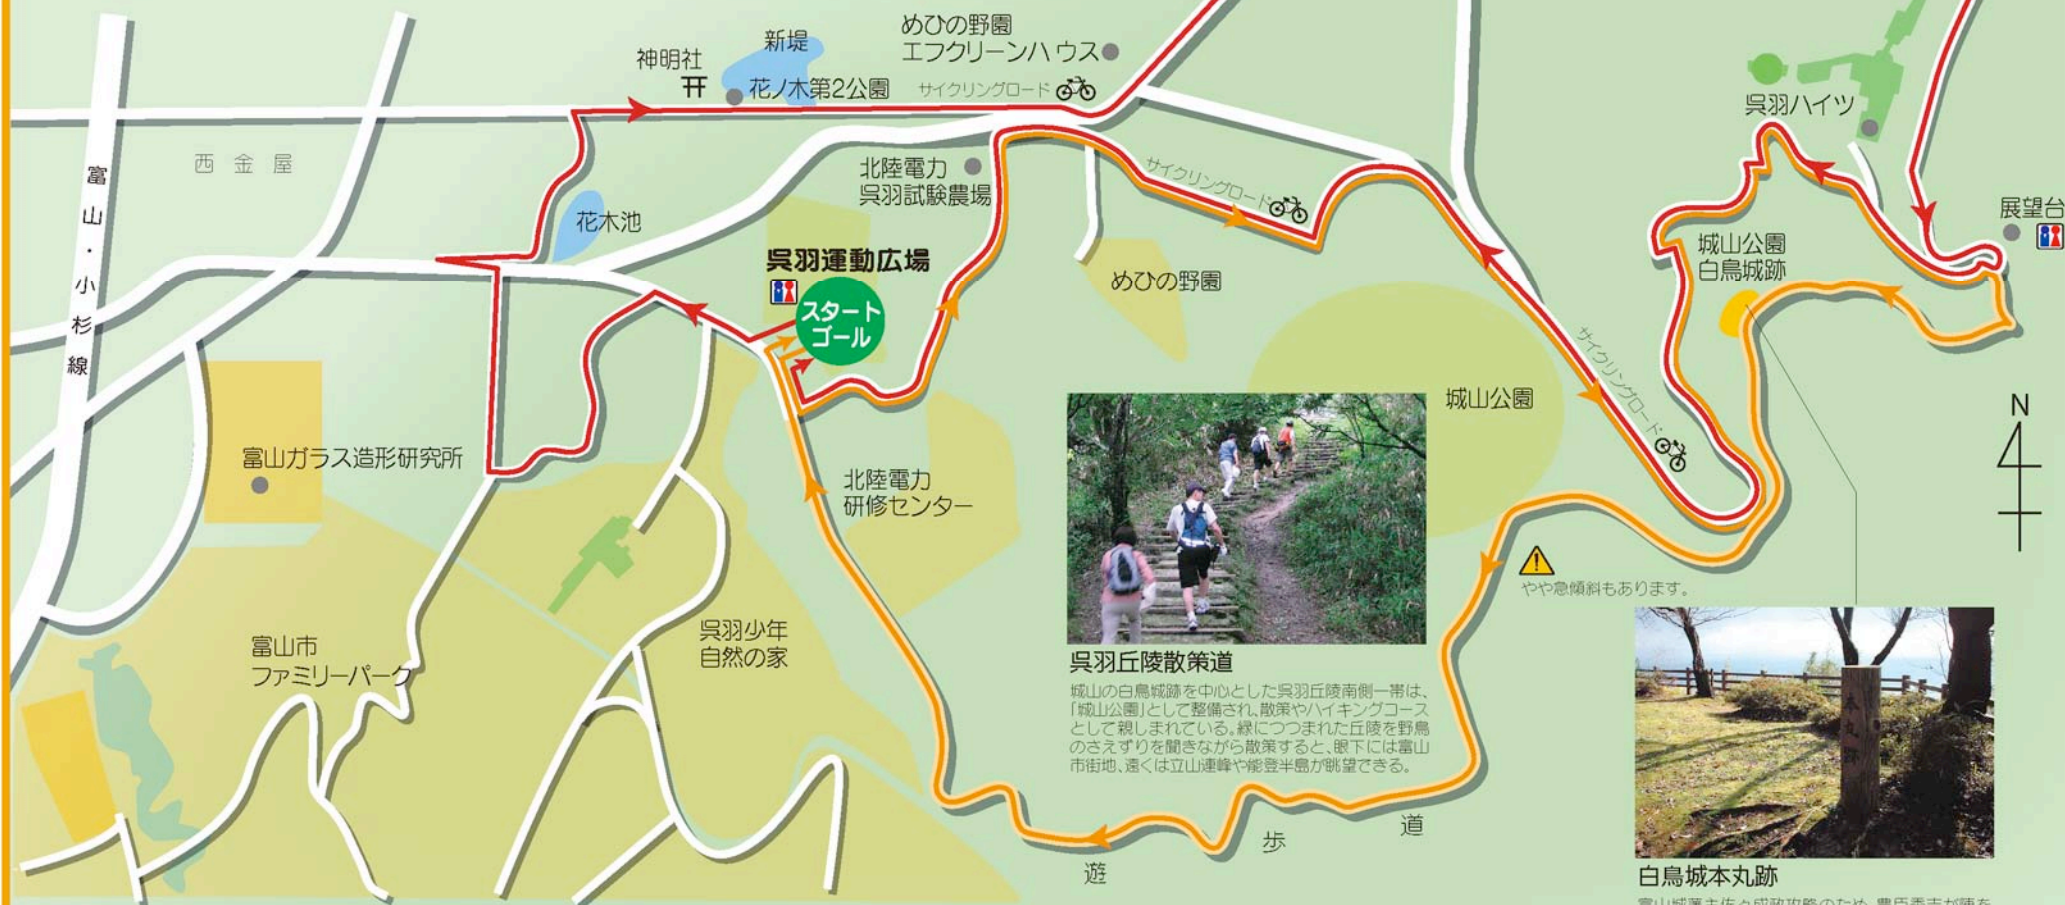 めひの野園
エフクリーンハウス
新堤
神明社
花ノ木第2公園
サイクリングロード
呉羽ハイツ
西金屋
富山・小杉線
北陸電力
呉羽試験農場
サイクリングロード
花木池
展望台
城山公園
白鳥城跡
呉羽運動広場
めひの野園
スタート
ゴール
サイクリングロード
城山公園
N
富山ガラス造形研究所
北陸電力
研修センター
やや急傾斜もあります。
富山市
ファミリーパーク
呉羽少年
自然の家
呉羽丘陵散策道
城山の白鳥城跡を中心とした呉羽丘陵南側一帯は、
「城山公園」として整備され、散策やハイキングコース
として親しまれている。緑につつまれた丘陵を野鳥
のさえずりを聞きながら散策すると、眼下には富山
市街地、遠くは立山連峰や能登半島が眺望できる。
本丸跡
遊歩道
白鳥城本丸跡